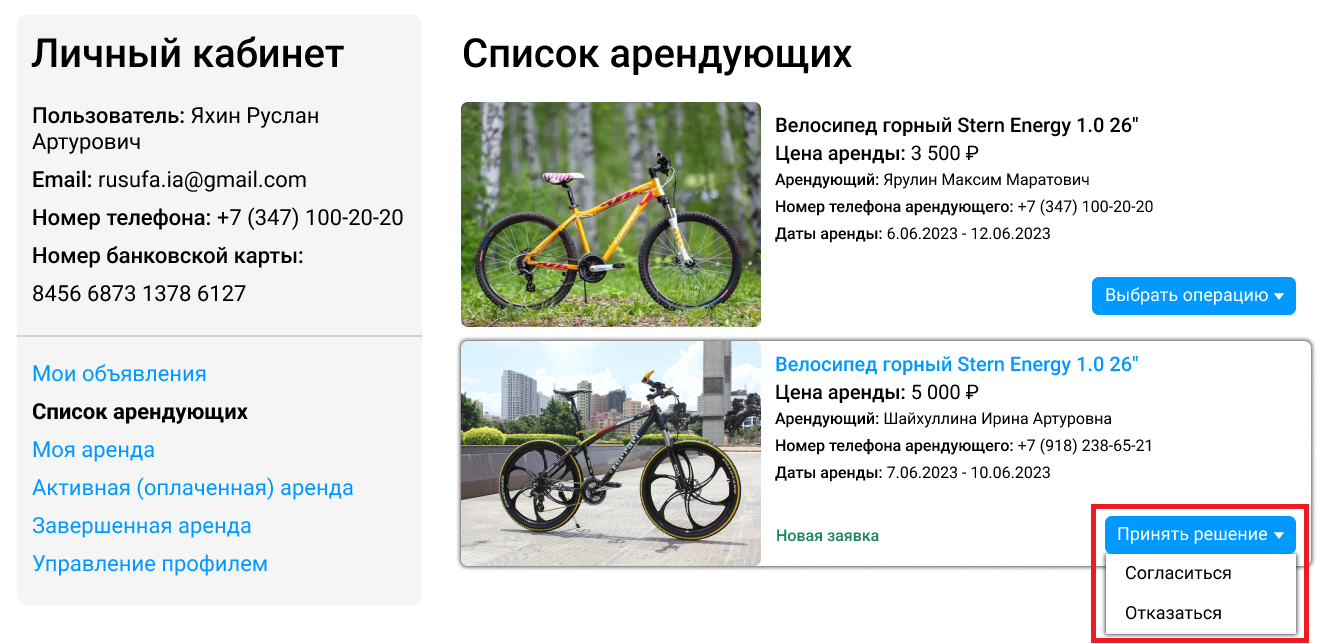 Личный кабинет
Пользователь: Яхин Руслан
Артурович
Email: rusufa.ia@gmail.com
Номер телефона: +7 (347) 100-20-20
Номер банковской карты:
8456 6873 1378 6127
Мои объявления
Список арендующих
Моя аренда
Активная (оплаченная) аренда
Завершенная аренда
Управление профилем
Список арендующих
Велосипед горный Stern Energy 1.0 26"
Цена аренды: 3 500 ₽
Арендующий: Ярулин Максим Маратович
Номер телефона арендующего: +7 (347) 100-20-20
Даты аренды: 6.06.2023 - 12.06.2023
Выбрать операцию
Велосипед горный Stern Energy 1.0 26"
Цена аренды: 5 000 ₽
Арендующий: Шайхуллина Ирина Артуровна
Номер телефона арендующего: +7 (918) 238-65-21
Даты аренды: 7.06.2023 - 10.06.2023
Новая заявка
Принять решение
Согласиться
Отказаться